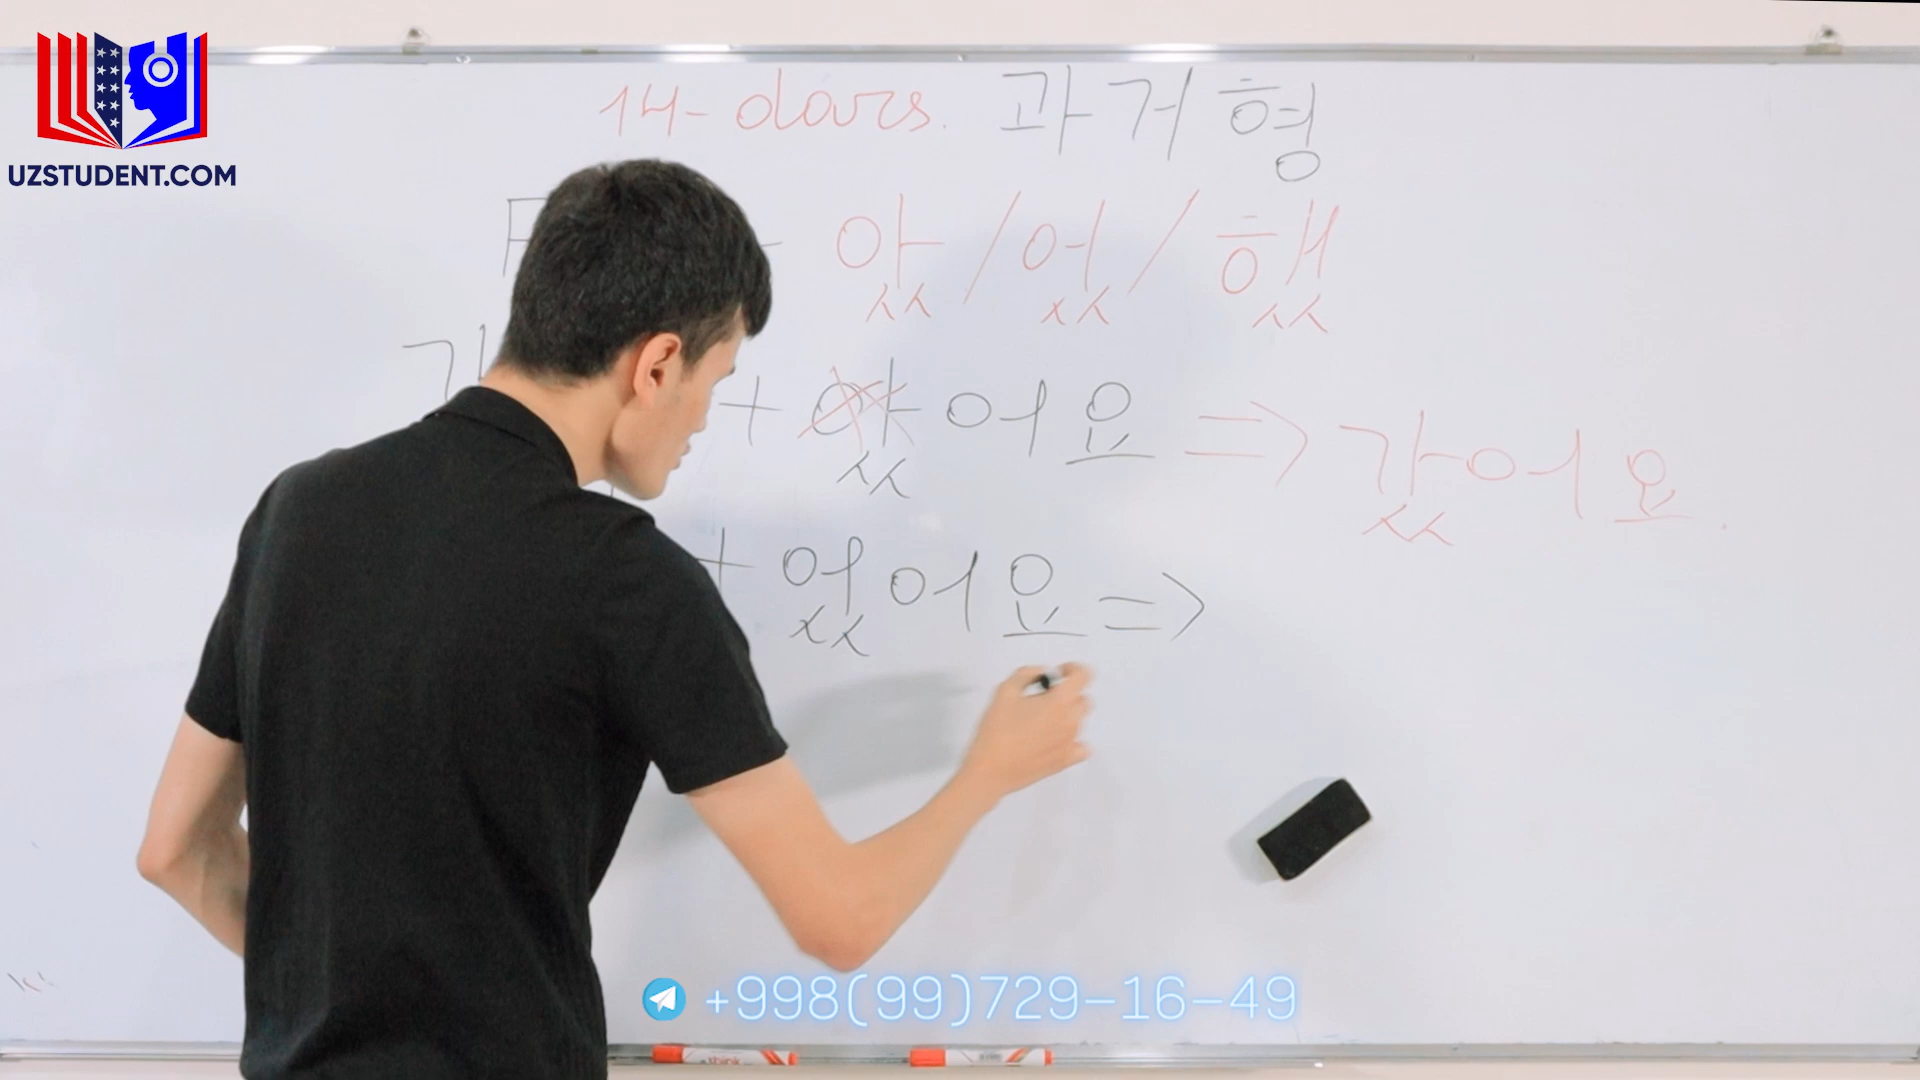 UZSTUDENT.COM
14-dars. 과거형
았/었/했
+ 았어요 ⇒ 갔어요.
+ 었어요 ⇒
+998(99)729-16-49
think